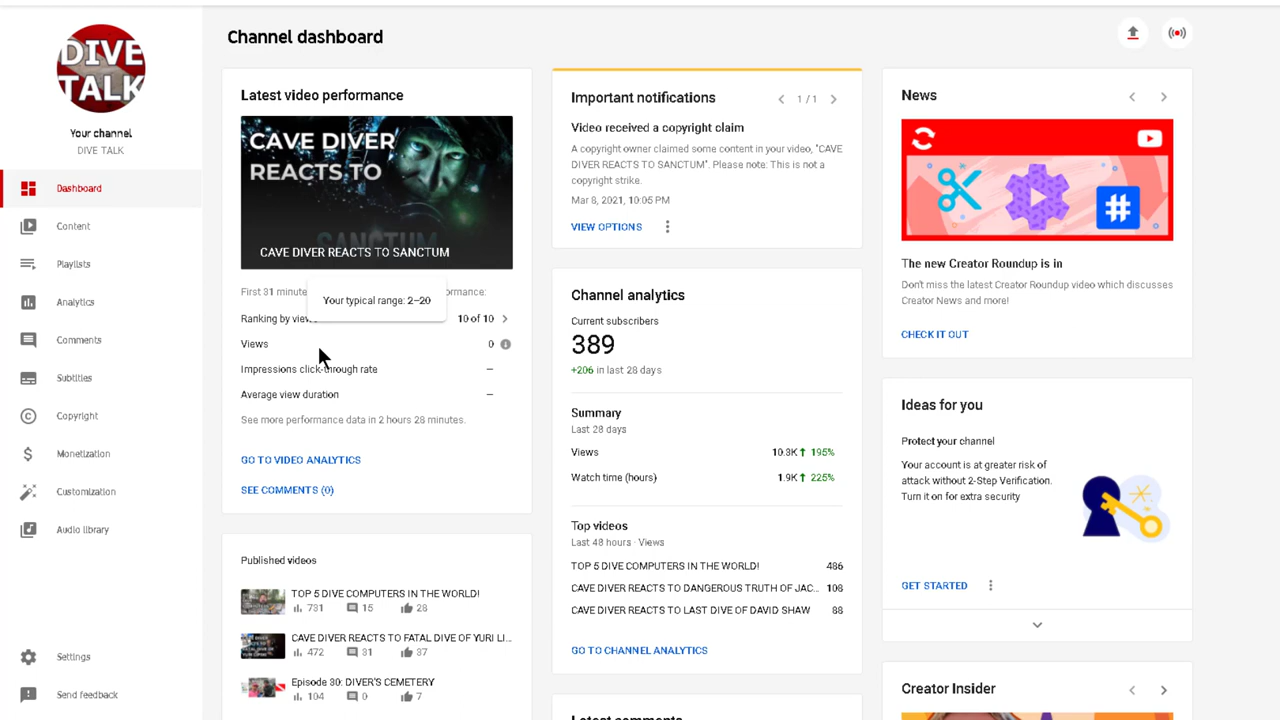 DIVE
TALK
Your channel
DIVE TALK
Dashboard
Content
Playlists
Analytics
Comments
Subtitles
Copyright
Monetization
Customization
Audio library
Settings
Send feedback
Channel dashboard
Latest video performance
CAVE DIVER
REACTS TO
SANCTUM
CAVE DIVER REACTS TO SANCTUM
First 31 minute
Your typical range: 2–20
Ranking by view
10 of 10
Views
0
Impressions click-through rate
–
Average view duration
–
See more performance data in 2 hours 28 minutes.
GO TO VIDEO ANALYTICS
SEE COMMENTS (0)
Published videos
TOP 5 DIVE COMPUTERS IN THE WORLD!
731 15 28
CAVE DIVER REACTS TO FATAL DIVE OF YURI LI...
472 31 37
Episode 30: DIVER'S CEMETERY
104 0 7
Important notifications
1 / 1
Video received a copyright claim
A copyright owner claimed some content in your video, "CAVE
DIVER REACTS TO SANCTUM". Please note: This is not a
copyright strike.
Mar 8, 2021, 10:05 PM
VIEW OPTIONS
Channel analytics
Current subscribers
389
+206 in last 28 days
Summary
Last 28 days
Views 10.3K 195%
Watch time (hours) 1.9K 225%
Top videos
Last 48 hours · Views
TOP 5 DIVE COMPUTERS IN THE WORLD! 486
CAVE DIVER REACTS TO DANGEROUS TRUTH OF JAC... 108
CAVE DIVER REACTS TO LAST DIVE OF DAVID SHAW 88
GO TO CHANNEL ANALYTICS
News
#
The new Creator Roundup is in
Don't miss the latest Creator Roundup video which discusses
Creator News and more!
CHECK IT OUT
Ideas for you
Protect your channel
Your account is at greater risk of
attack without 2-Step Verification.
Turn it on for extra security
GET STARTED
Creator Insider